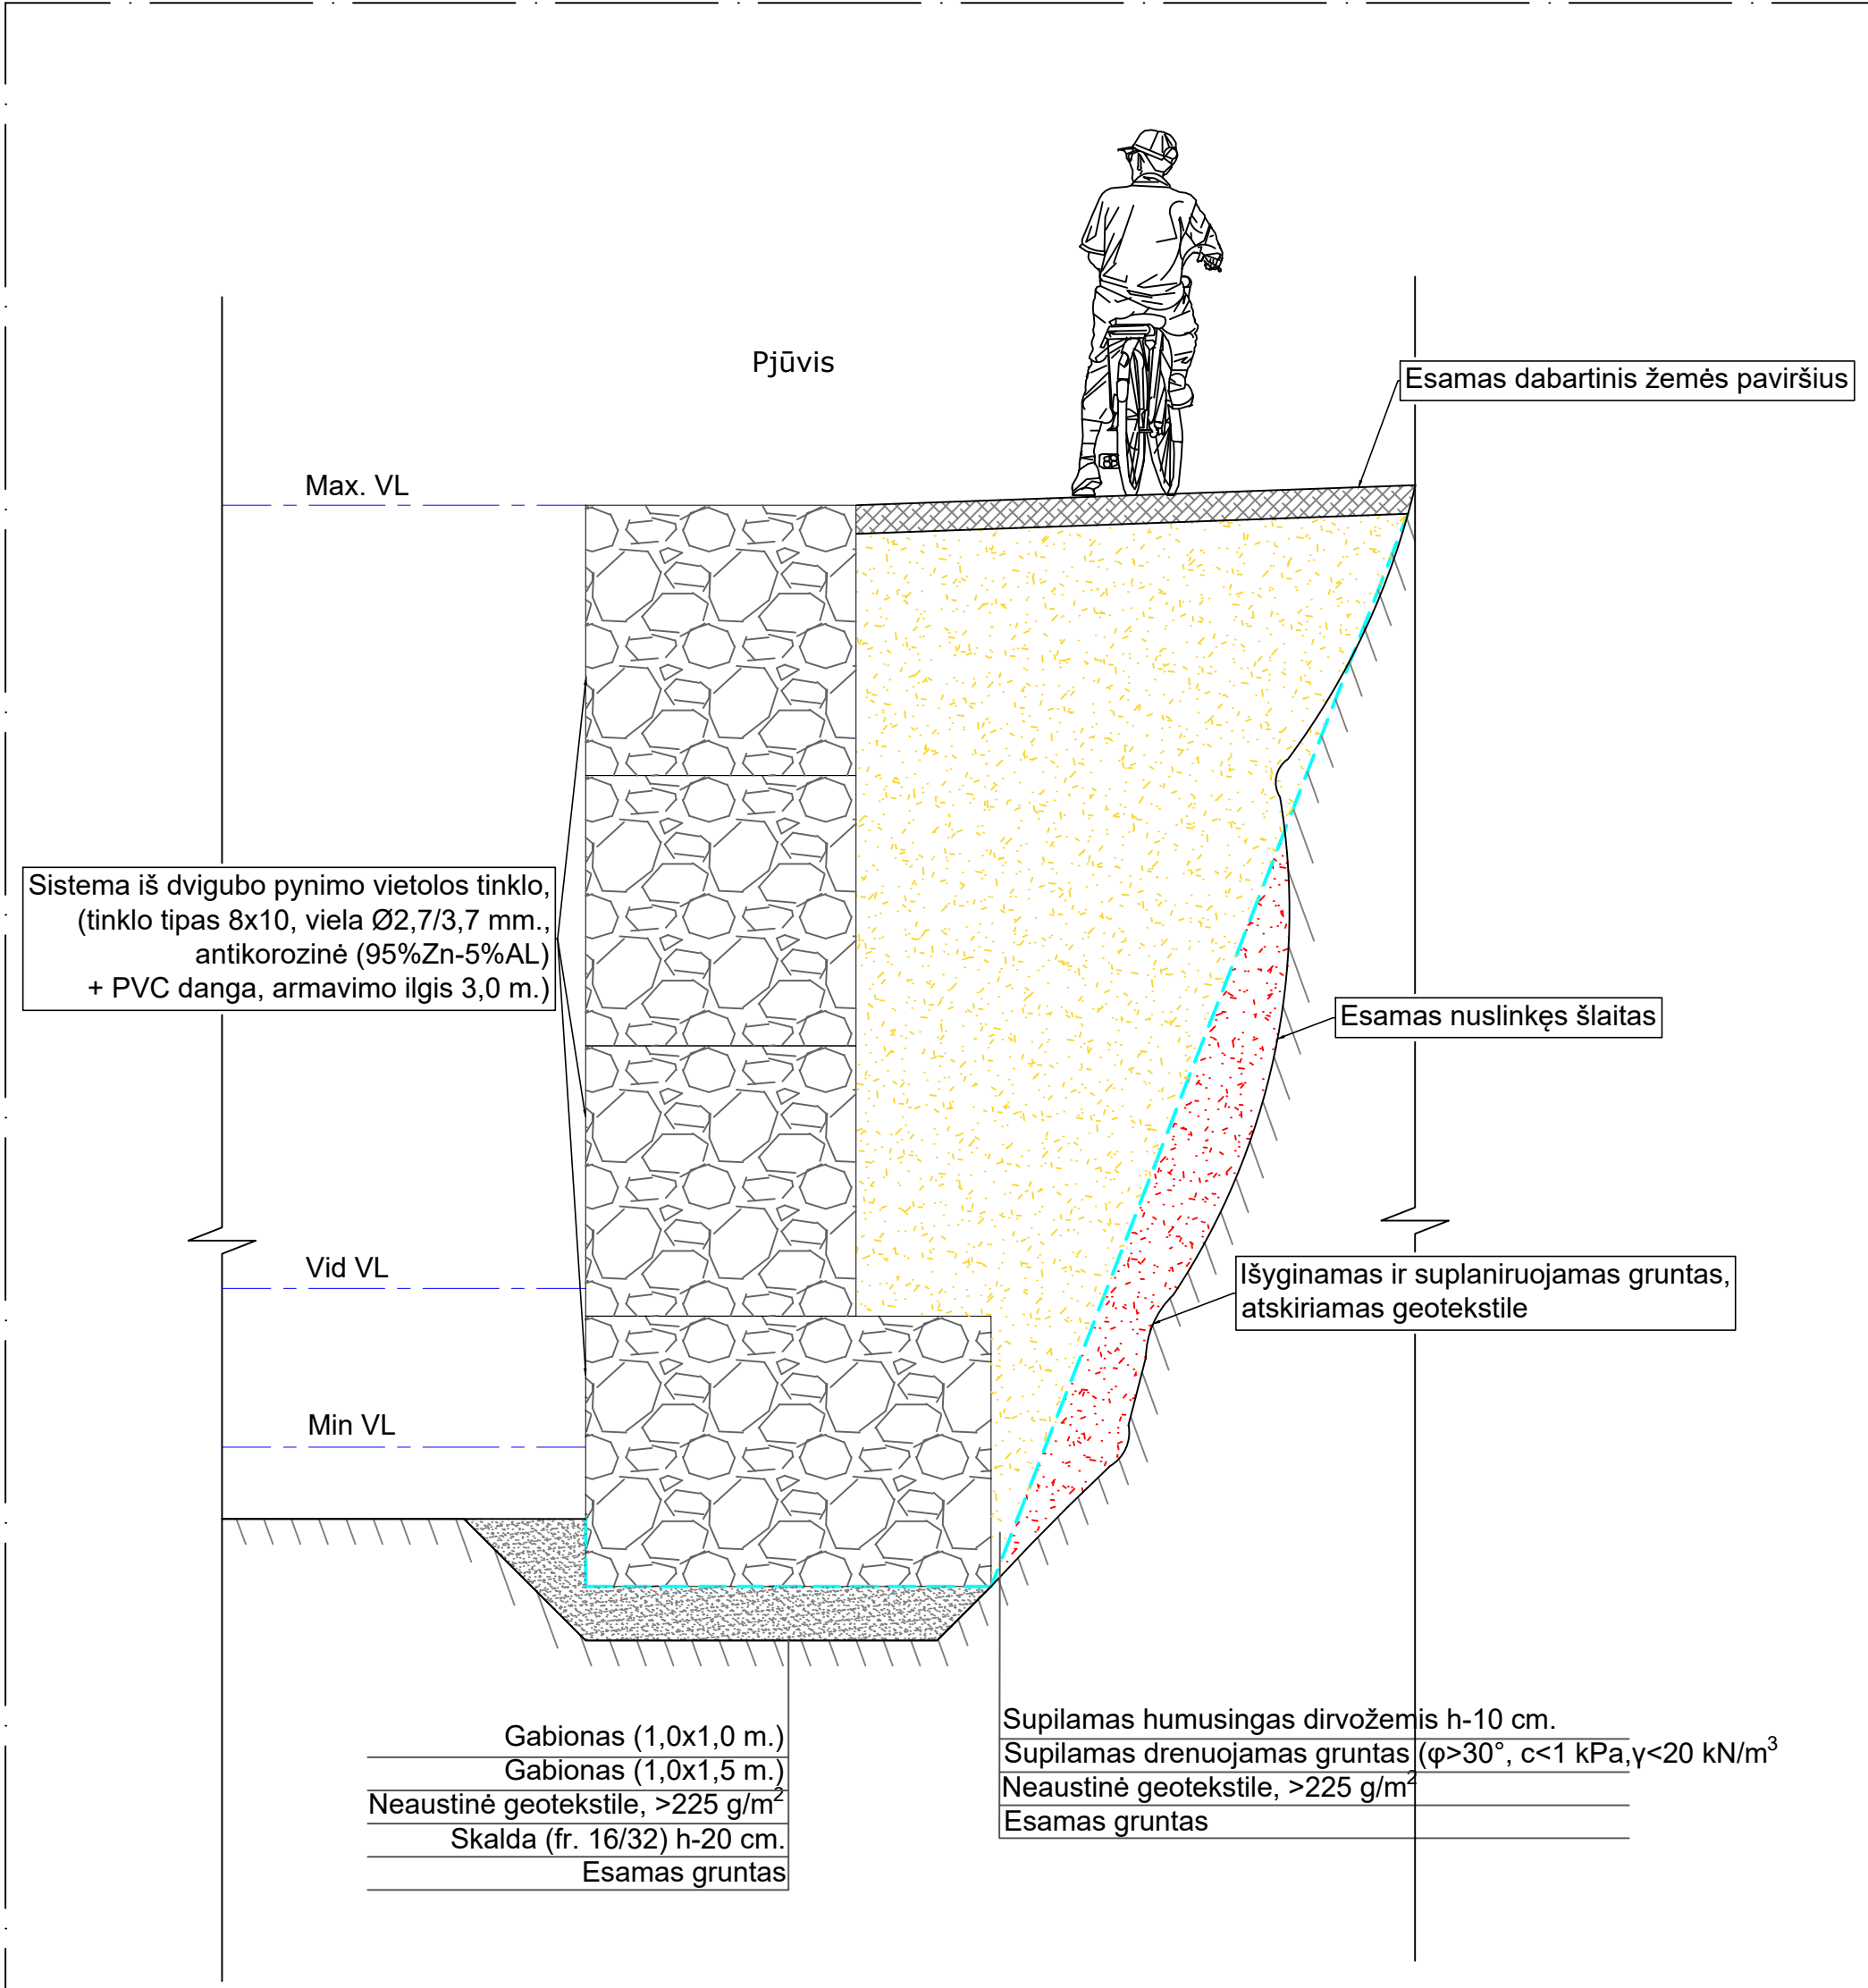 Pjūvis
Esamas dabartinis žemės paviršius
Max. VL
Sistema iš dvigubo pynimo vietolos tinklo,
(tinklo tipas 8x10, viela Ø2,7/3,7 mm.,
antikorozinė (95%Zn-5%AL)
+ PVC danga, armavimo ilgis 3,0 m.)
Esamas nuslinkęs šlaitas
Vid VL
Išyginamas ir suplaniruojamas gruntas,
atskiriamas geotekstile
Min VL
Gabionas (1,0x1,0 m.)
Gabionas (1,0x1,5 m.)
Neaustinė geotekstile, >225 g/m²
Skalda (fr. 16/32) h-20 cm.
Esamas gruntas
Supilamas humusingas dirvožemis h-10 cm.
Supilamas drenuojamas gruntas (φ>30°, c<1 kPa,γ<20 kN/m³
Neaustinė geotekstile, >225 g/m²
Esamas gruntas